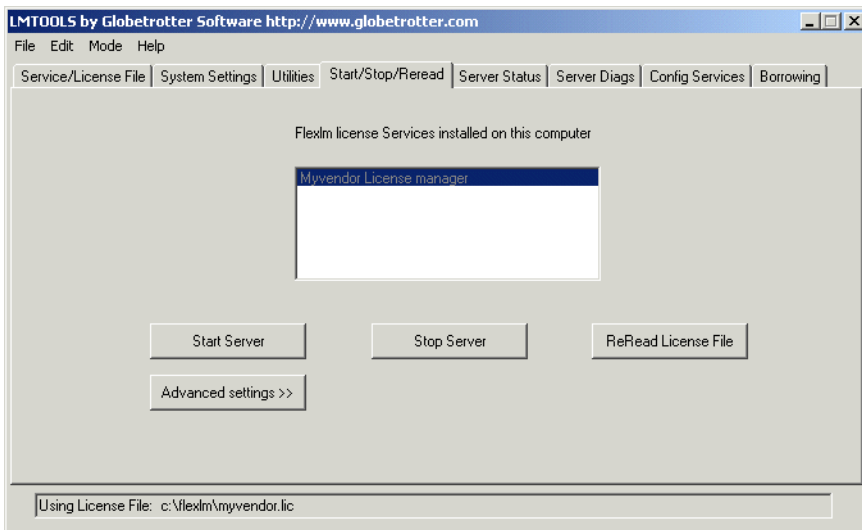 LMTOOLS by Globetrotter Software http://www.globetrotter.com
File Edit Mode Help
Service/License File System Settings Utilities Start/Stop/Reread Server Status Server Diags Config Services Borrowing
Flexlm license Services installed on this computer
Myvendor License manager
Start Server Stop Server ReRead License File
Advanced settings >>
Using License File: c:\flexlm\myvendor.lic